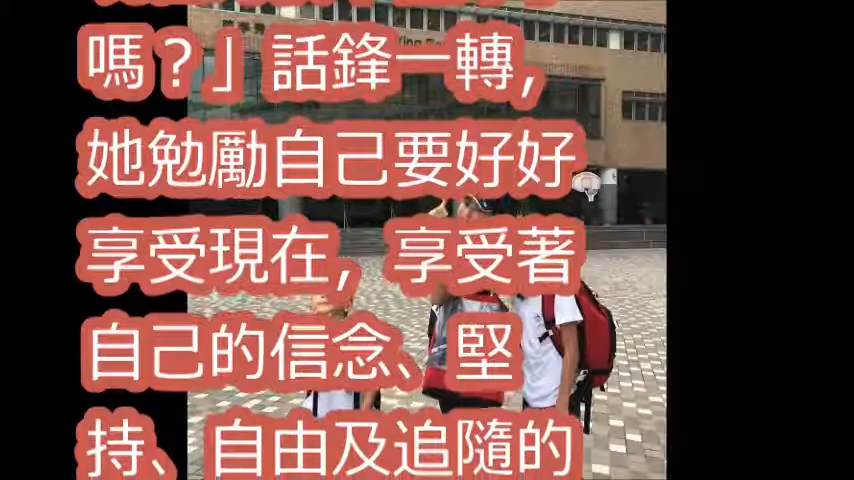 嗎？」話鋒一轉，
她勉勵自己要好好
享受現在，享受著
自己的信念、堅
持、自由及追隨的